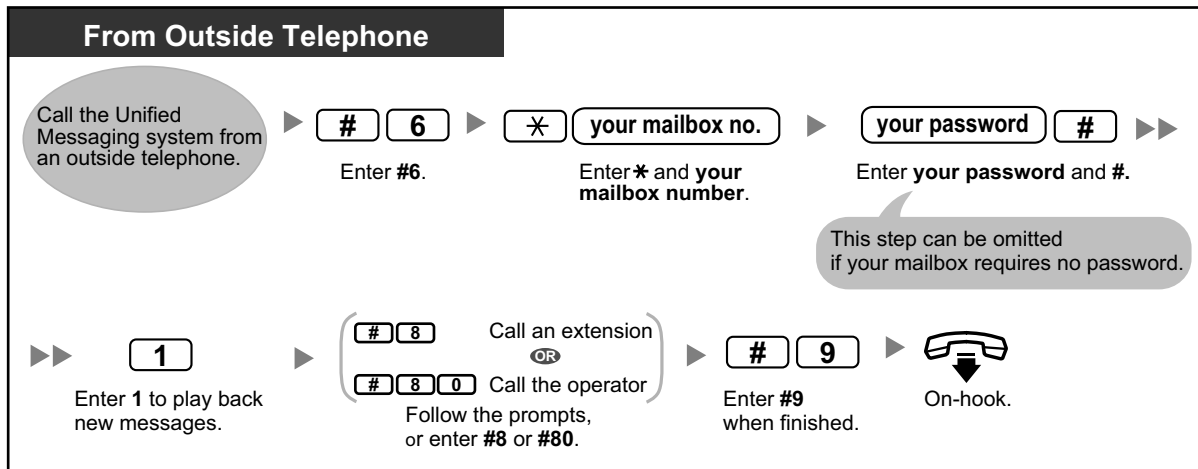 From Outside Telephone
Call the Unified
Messaging system from
an outside telephone.
# 6
Enter #6.
* your mailbox no.
Enter * and your
mailbox number.
your password #
Enter your password and #.
This step can be omitted
if your mailbox requires no password.
1
Enter 1 to play back
new messages.
# 8 Call an extension
OR
# 8 0 Call the operator
Follow the prompts,
or enter #8 or #80.
# 9
Enter #9
when finished.
On-hook.